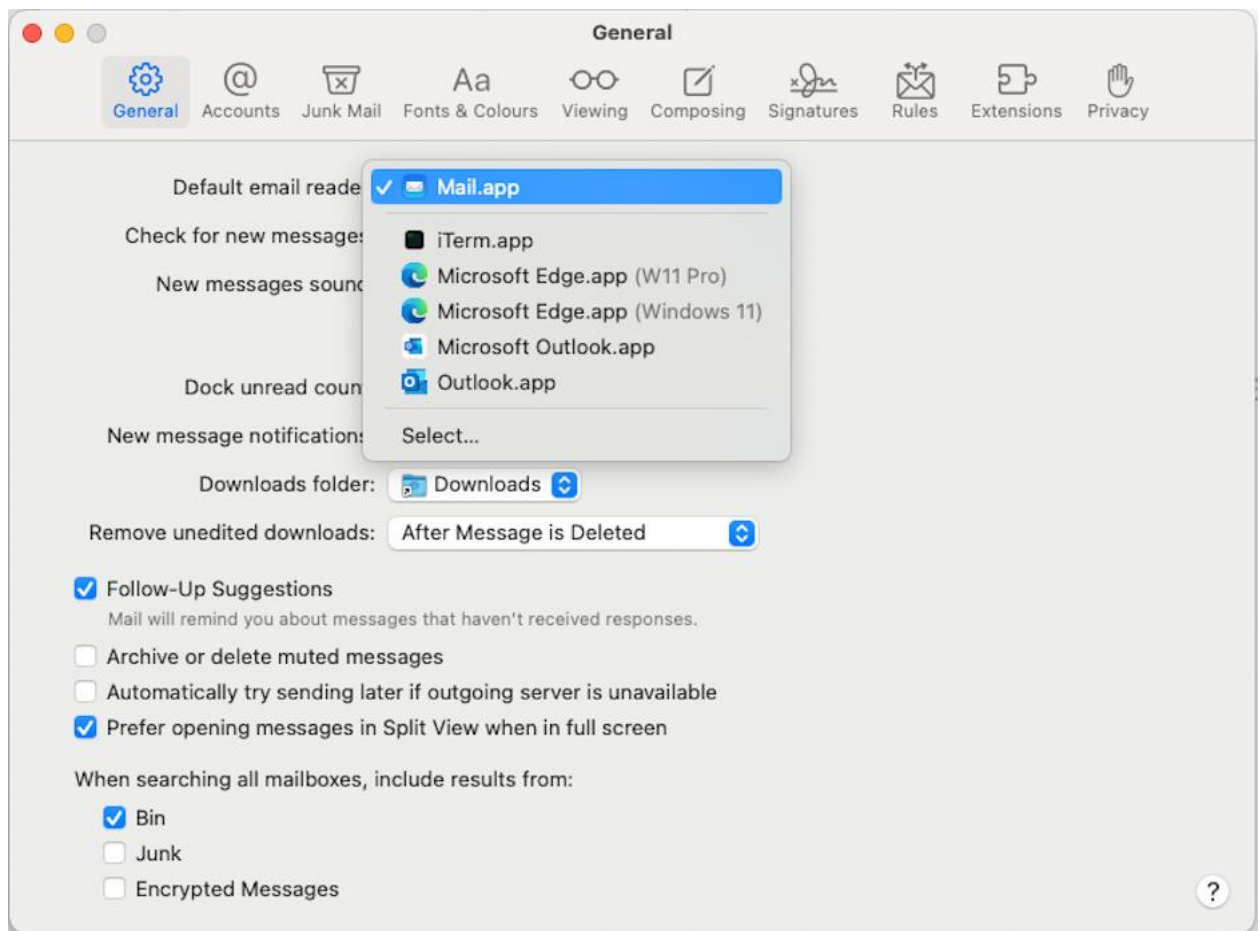 General
General Accounts Junk Mail Fonts & Colours Viewing Composing Signatures Rules Extensions Privacy
Default email reade Mail.app
Check for new messages iTerm.app
Microsoft Edge.app (W11 Pro)
New messages sound
Microsoft Edge.app (Windows 11)
Microsoft Outlook.app
Dock unread coun Outlook.app
New message notifications Select...
Downloads folder: Downloads
Remove unedited downloads: After Message is Deleted
Follow-Up Suggestions
Mail will remind you about messages that haven't received responses.
Archive or delete muted messages
Automatically try sending later if outgoing server is unavailable
Prefer opening messages in Split View when in full screen
When searching all mailboxes, include results from:
Bin
Junk
Encrypted Messages
?